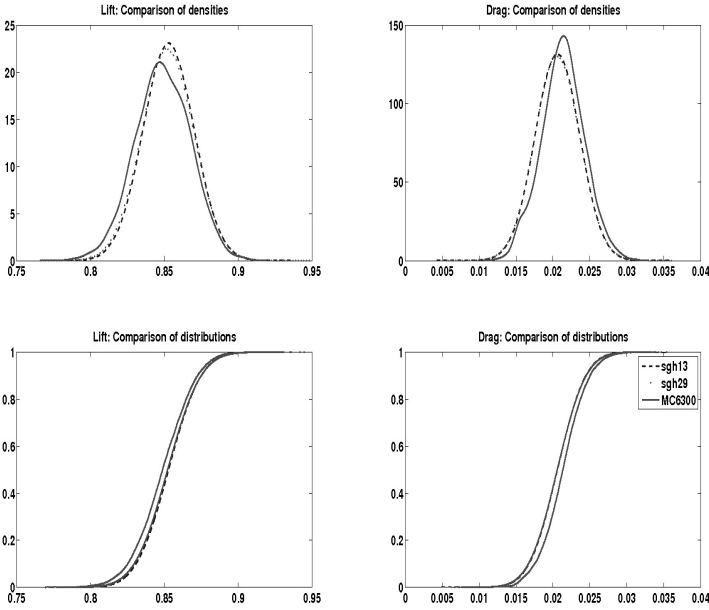 Lift: Comparison of densities
25
20
15
10
5
0
0.75 0.8 0.85 0.9 0.95
Drag: Comparison of densities
150
100
50
0
0 0.005 0.01 0.015 0.02 0.025 0.03 0.035 0.04
Lift: Comparison of distributions
1
0.8
0.6
0.4
0.2
0
0.75 0.8 0.85 0.9 0.95
Drag: Comparison of distributions
1
0.8
0.6
0.4
0.2
0
0 0.005 0.01 0.015 0.02 0.025 0.03 0.035 0.04
sgh13
sgh29
MC6300